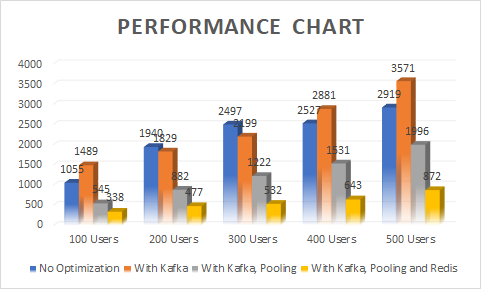 PERFORMANCE CHART
4000
3500
3000
2500
2000
1500
1000
500
0
1055 1489 545 338
1940 1829 882 477
2497 2199 1222 532
2527 2881 1531 643
2919 3571 1996 872
100 Users 200 Users 300 Users 400 Users 500 Users
No Optimization With Kafka With Kafka, Pooling With Kafka, Pooling and Redis